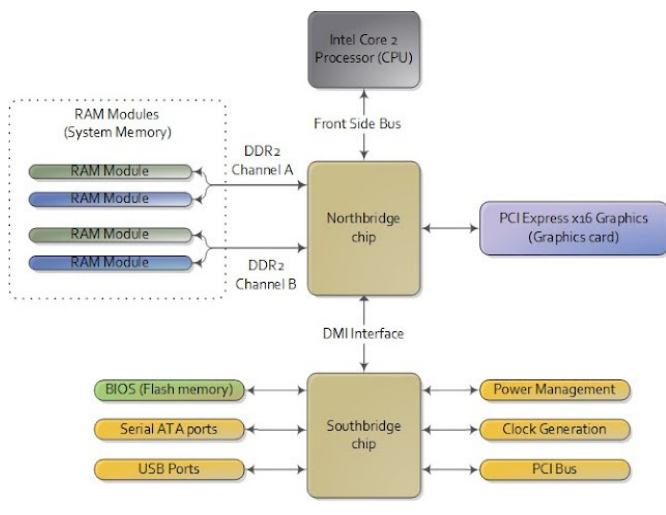 Intel Core 2
Processor (CPU)
Front Side Bus
RAM Modules
(System Memory)
RAM Module
RAM Module
RAM Module
RAM Module
DDR2
Channel A
DDR2
Channel B
Northbridge
chip
PCI Express x16 Graphics
(Graphics card)
DMI Interface
BIOS (Flash memory)
Serial ATA ports
USB Ports
Southbridge
chip
Power Management
Clock Generation
PCI Bus